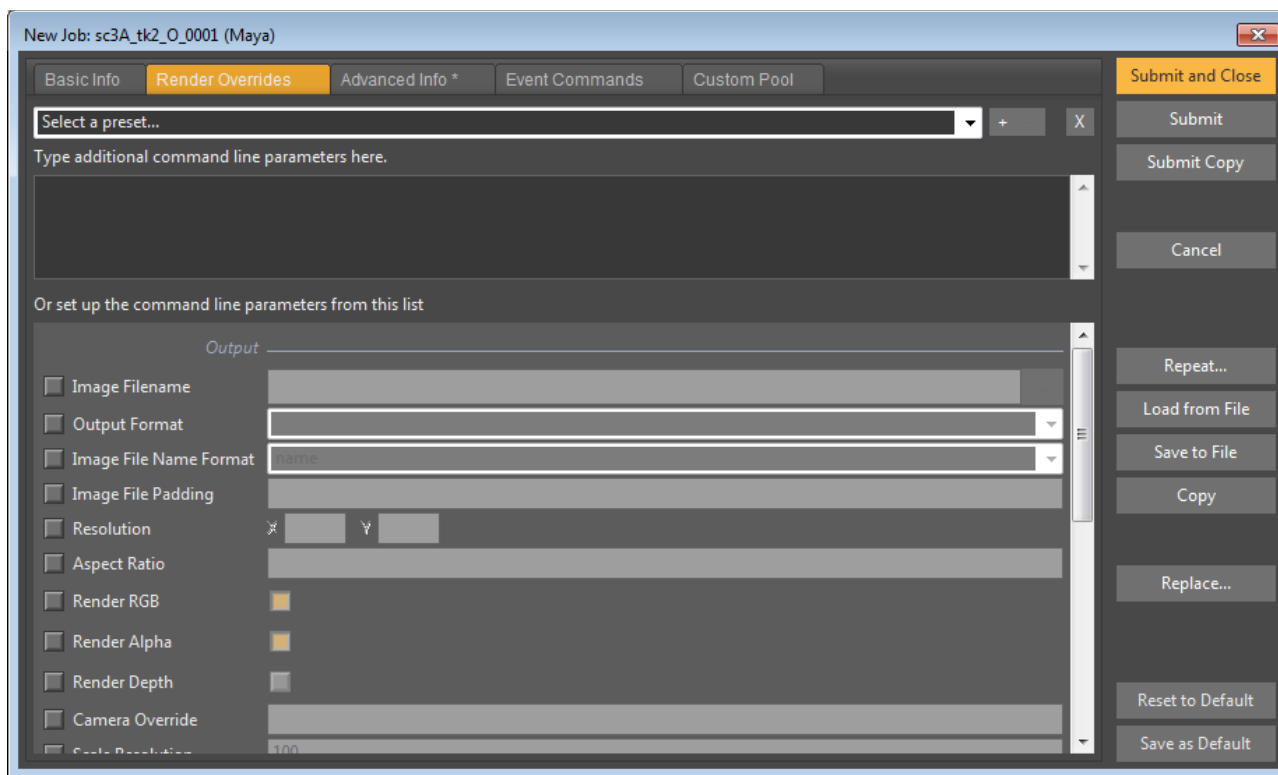 New Job: sc3A_tk2_O_0001 (Maya)
Basic Info Render Overrides Advanced Info * Event Commands Custom Pool
Submit and Close
Select a preset... + X
Submit
Type additional command line parameters here.
Submit Copy
Cancel
Or set up the command line parameters from this list
Output
Repeat...
Image Filename
Load from File
Output Format
Image File Name Format name
Save to File
Image File Padding
Copy
Resolution X Y
Aspect Ratio
Replace...
Render RGB
Render Alpha
Render Depth
Reset to Default
Camera Override
Save as Default
Scale Resolution 100